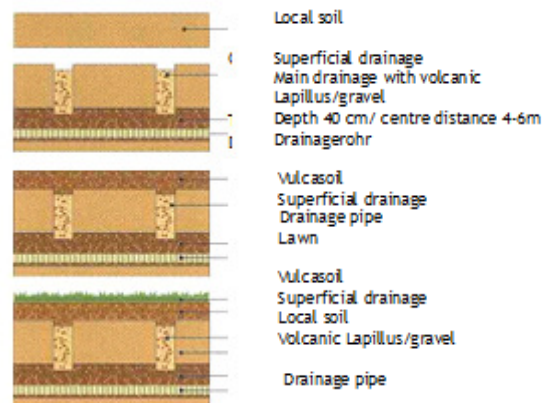 Local soil
Superficial drainage
Main drainage with volcanic
Lapillus/gravel
Depth 40 cm/ centre distance 4-6m
Drainagerohr
Vulcasoil
Superficial drainage
Drainage pipe
Lawn
Vulcasoil
Superficial drainage
Local soil
Volcanic Lapillus/gravel
Drainage pipe